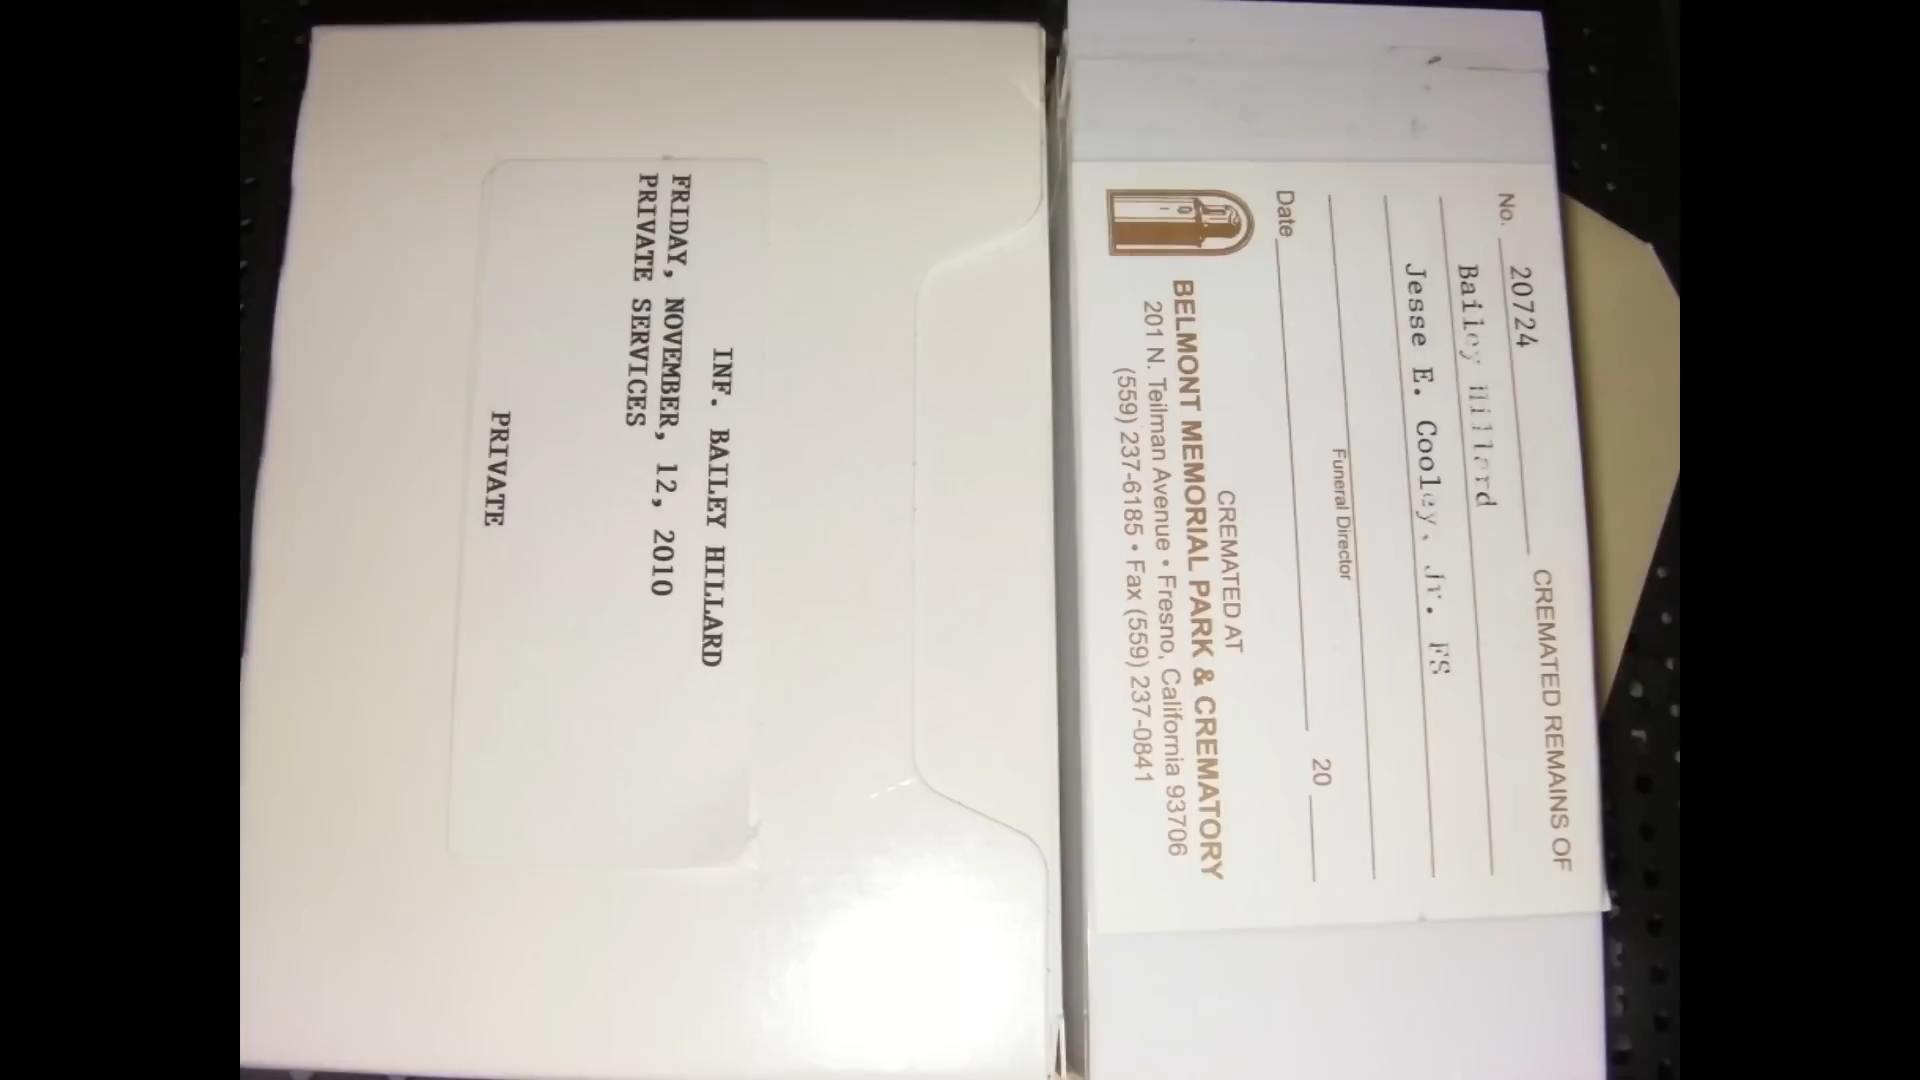 INF. BAILEY HILLARD
FRIDAY, NOVEMBER, 12, 2010
PRIVATE SERVICES
PRIVATE
CREMATED REMAINS OF
No. 20724
Bailey Hillard
Jesse E. Cooley, Jr. FS
Funeral Director
Date 20
CREMATED AT
BELMONT MEMORIAL PARK & CREMATORY
201 N. Teilman Avenue • Fresno, California 93706
(559) 237-6185 • Fax (559) 237-0841